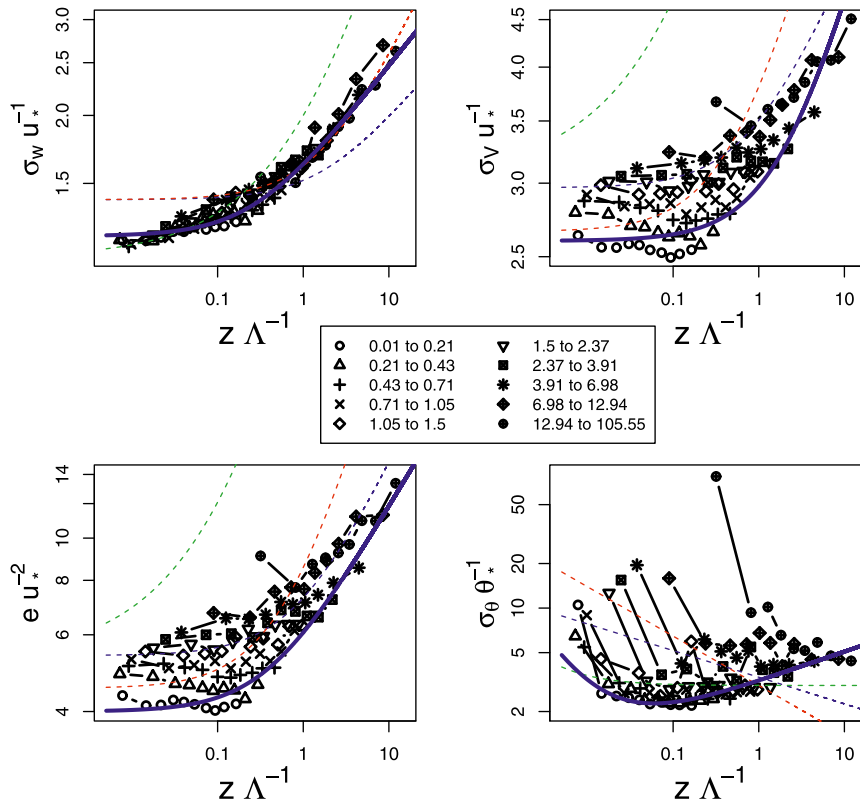 3.0
2.5
2.0
1.5
σW u*^-1
0.1 1 10
z Λ^-1
4.5
4.0
3.5
3.0
2.5
σV u*^-1
0.1 1 10
z Λ^-1
0.01 to 0.21
0.21 to 0.43
0.43 to 0.71
0.71 to 1.05
1.05 to 1.5
1.5 to 2.37
2.37 to 3.91
3.91 to 6.98
6.98 to 12.94
12.94 to 105.55
14
10
8
6
4
e u*^-2
0.1 1 10
z Λ^-1
50
20
10
5
2
σθ θ*^-1
0.1 1 10
z Λ^-1